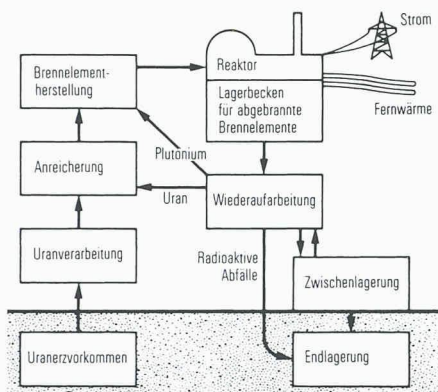 Strom
Reaktor
Brennelement-
herstellung
Lagerbecken
für abgebrannte
Brennelemente
Fernwärme
Plutonium
Anreicherung
Uran
Wiederaufarbeitung
Uranverarbeitung
Radioaktive
Abfälle
Zwischenlagerung
Uranerzvorkommen
Endlagerung